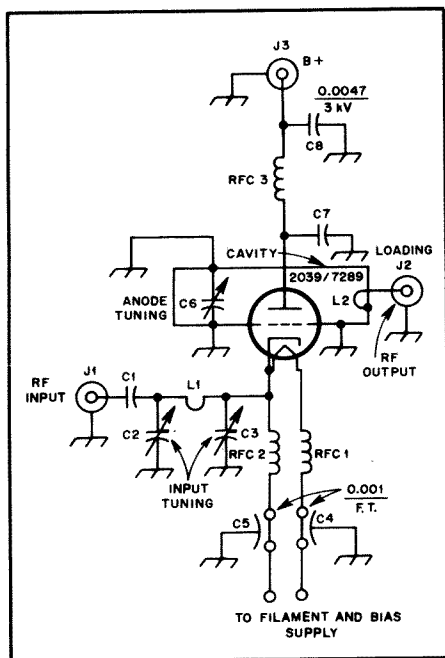 J3
B+
0.0047
3 kV
C8
RFC 3
C7
CAVITY
LOADING
2039/7289
J2
ANODE
TUNING
C6
L2
RF
OUTPUT
J1
RF
INPUT
C1
L1
C2
C3
INPUT
TUNING
RFC 2
RFC 1
0.001
F.T.
C5
C4
TO FILAMENT AND BIAS
SUPPLY